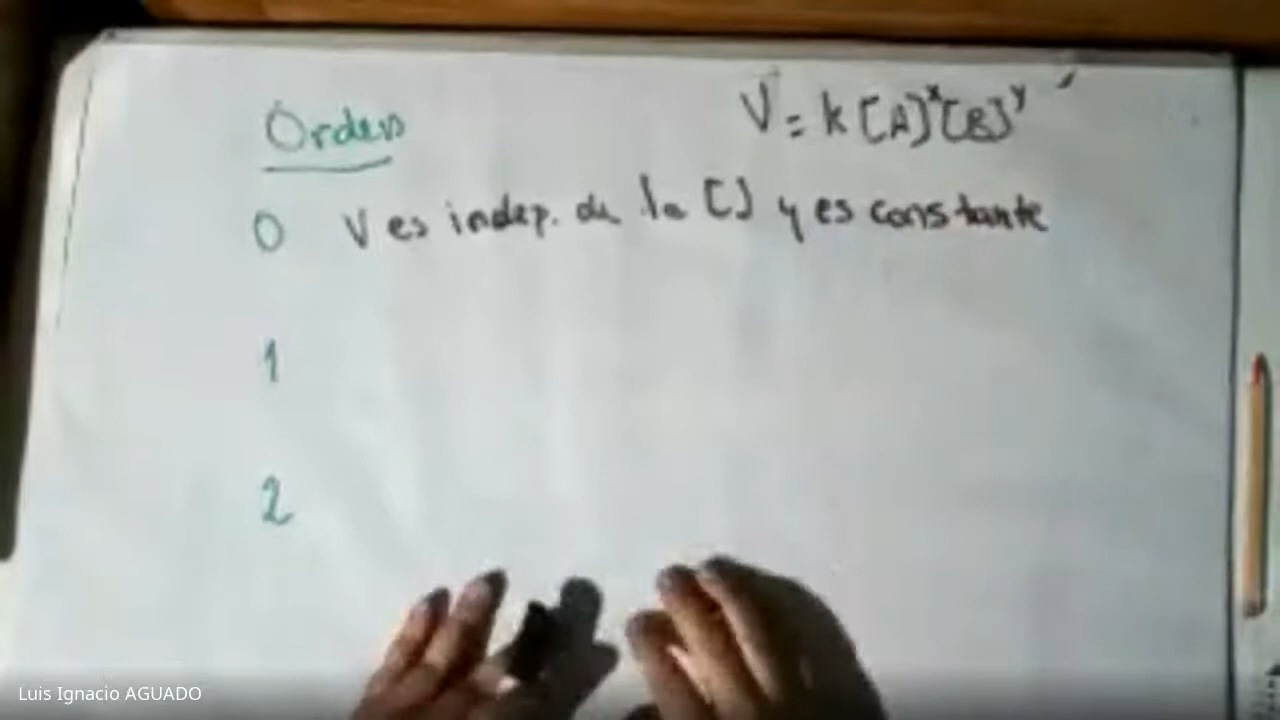 Orden
V = k [A]ˣ[B]ʸ
0 V es indep. de la [] y es constante
1
2
Luis Ignacio AGUADO